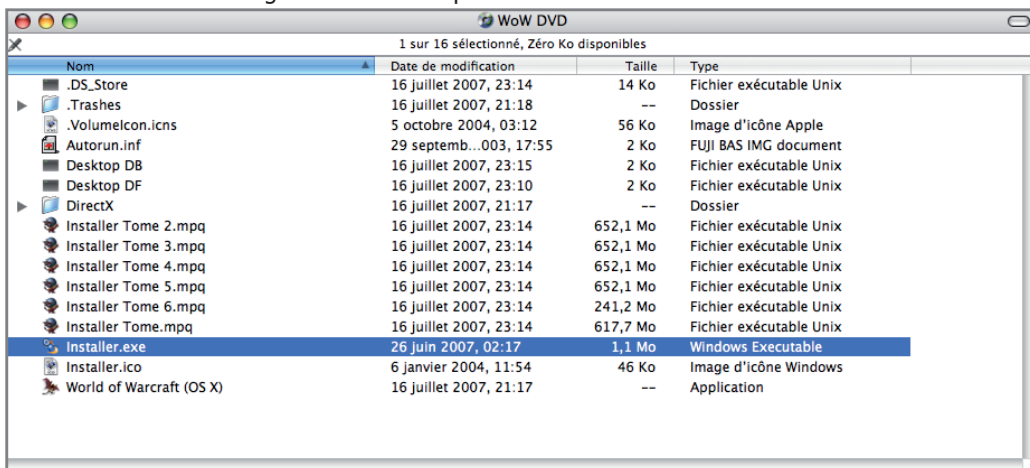 WoW DVD
1 sur 16 sélectionné, Zéro Ko disponibles
Nom Date de modification Taille Type
.DS_Store 16 juillet 2007, 23:14 14 Ko Fichier exécutable Unix
.Trashes 16 juillet 2007, 21:18 -- Dossier
.VolumeIcon.icns 5 octobre 2004, 03:12 56 Ko Image d'icône Apple
Autorun.inf 29 septemb...003, 17:55 2 Ko FUJI BAS IMG document
Desktop DB 16 juillet 2007, 23:15 2 Ko Fichier exécutable Unix
Desktop DF 16 juillet 2007, 23:10 2 Ko Fichier exécutable Unix
DirectX 16 juillet 2007, 21:17 -- Dossier
Installer Tome 2.mpq 16 juillet 2007, 23:14 652,1 Mo Fichier exécutable Unix
Installer Tome 3.mpq 16 juillet 2007, 23:14 652,1 Mo Fichier exécutable Unix
Installer Tome 4.mpq 16 juillet 2007, 23:14 652,1 Mo Fichier exécutable Unix
Installer Tome 5.mpq 16 juillet 2007, 23:14 652,1 Mo Fichier exécutable Unix
Installer Tome 6.mpq 16 juillet 2007, 23:14 241,2 Mo Fichier exécutable Unix
Installer Tome.mpq 16 juillet 2007, 23:14 617,7 Mo Fichier exécutable Unix
Installer.exe 26 juin 2007, 02:17 1,1 Mo Windows Executable
Installer.ico 6 janvier 2004, 11:54 46 Ko Image d'icône Windows
World of Warcraft (OS X) 16 juillet 2007, 21:17 -- Application